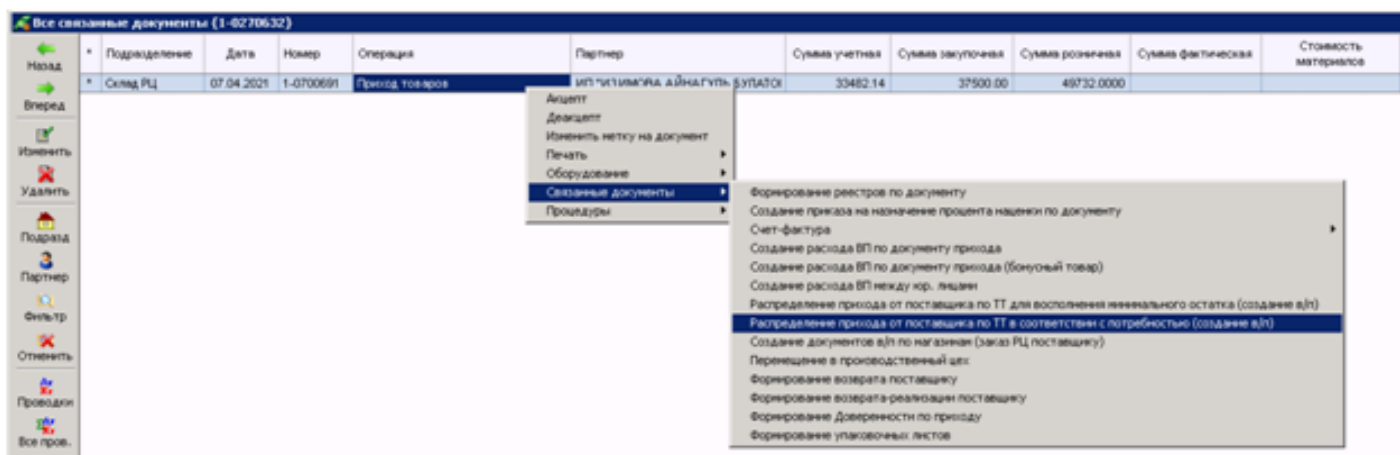 Все связанные документы (1-0270632)
Назад
Вперед
Изменить
Удалить
Подразд
Партнер
Фильтр
Отменить
Проводки
Все пров.
* Подразделение Дата Номер Операция Партнер Сумма учетная Сумма закупочная Сумма розничная Сумма фактическая Стоимость материалов
* Склад РЦ 07.04.2021 1-0700691 Приход товаров ИП АЙНАГУЛЬ 33482.14 37500.00 49732.0000
Акцепт
Деакцепт
Изменить метку на документ
Печать
Оборудование
Связанные документы
Процедуры
Формирование реестров по документу
Создание приказа на назначение процента наценки по документу
Счет-фактура
Создание расхода ВП по документу прихода
Создание расхода ВП по документу прихода (бонусный товар)
Создание расхода ВП между юр. лицами
Распределение прихода от поставщика по ТТ для восполнения минимального остатка (создание в/п)
Распределение прихода от поставщика по ТТ в соответствии с потребностью (создание в/п)
Создание документов в/п по магазинам (заказ РЦ поставщику)
Перемещение в производственный цех
Формирование возврата поставщику
Формирование возврата-реализации поставщику
Формирование Доверенности по приходу
Формирование упаковочных листов